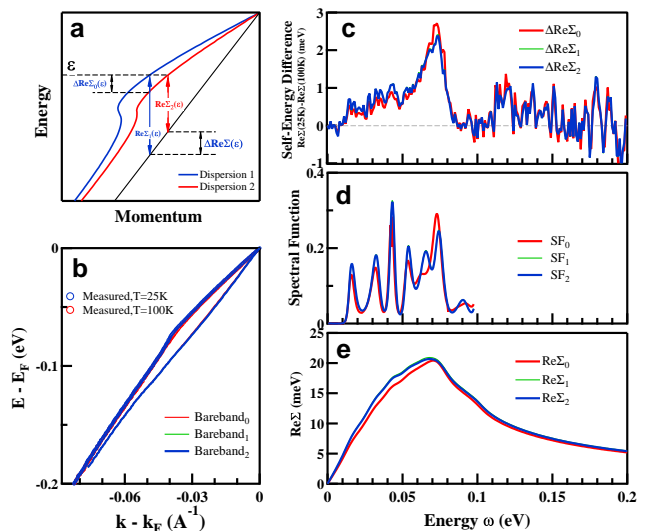 a
ε
ΔReΣ₀(ε)
ReΣ₂(ε)
ReΣ₁(ε)
ΔReΣ(ε)
Dispersion 1
Dispersion 2
Energy
Momentum
b
Measured,T=25K
Measured,T=100K
Bareband₀
Bareband₁
Bareband₂
E - E_F (eV)
0
-0.1
-0.2
-0.06 -0.03 0
k - k_F (A⁻¹)
c
ΔReΣ₀
ΔReΣ₁
ΔReΣ₂
Self-Energy Difference
ReΣ(25K)-ReΣ(100K) (meV)
3
2
1
0
-1
d
SF₀
SF₁
SF₂
Spectral Function
0.4
0.2
0
e
ReΣ₀
ReΣ₁
ReΣ₂
ReΣ (meV)
25
20
15
10
5
0
0 0.05 0.1 0.15 0.2
Energy ω (eV)